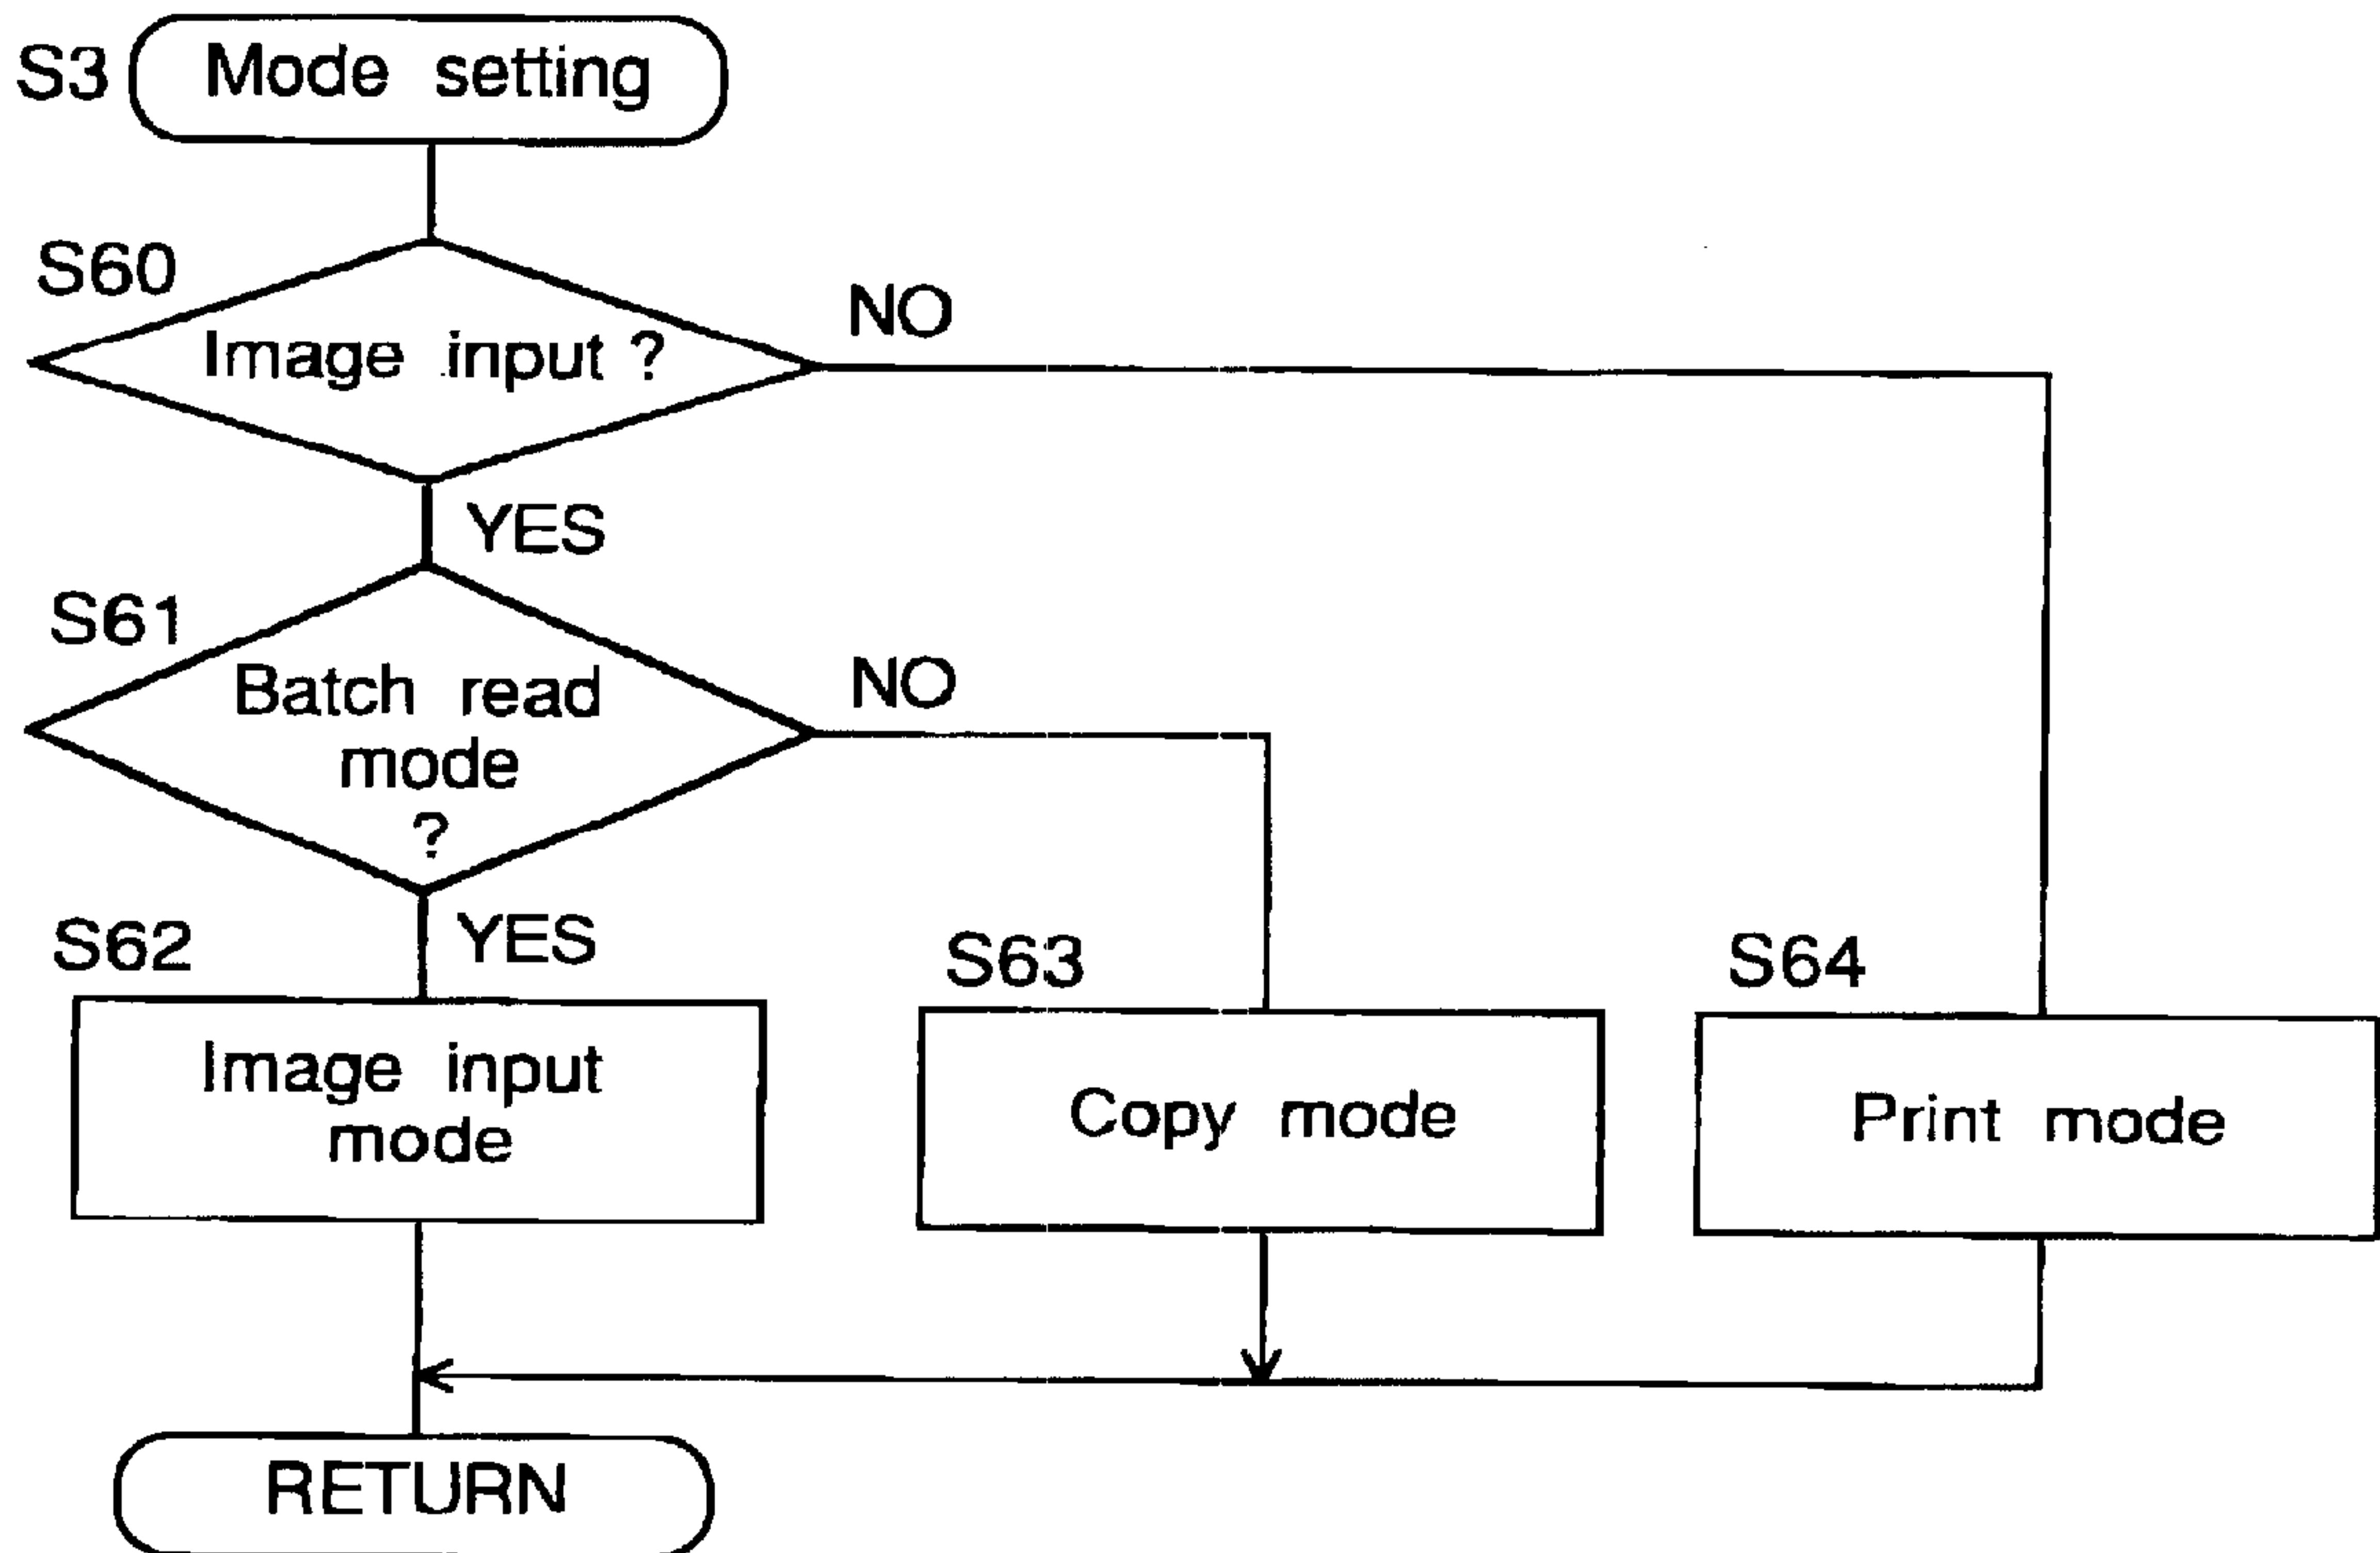 S3 Mode setting
S60
Image input ?
NO
YES
S61
Batch read
mode
?
NO
YES
S62
Image input
mode
S63
Copy mode
S64
Print mode
RETURN